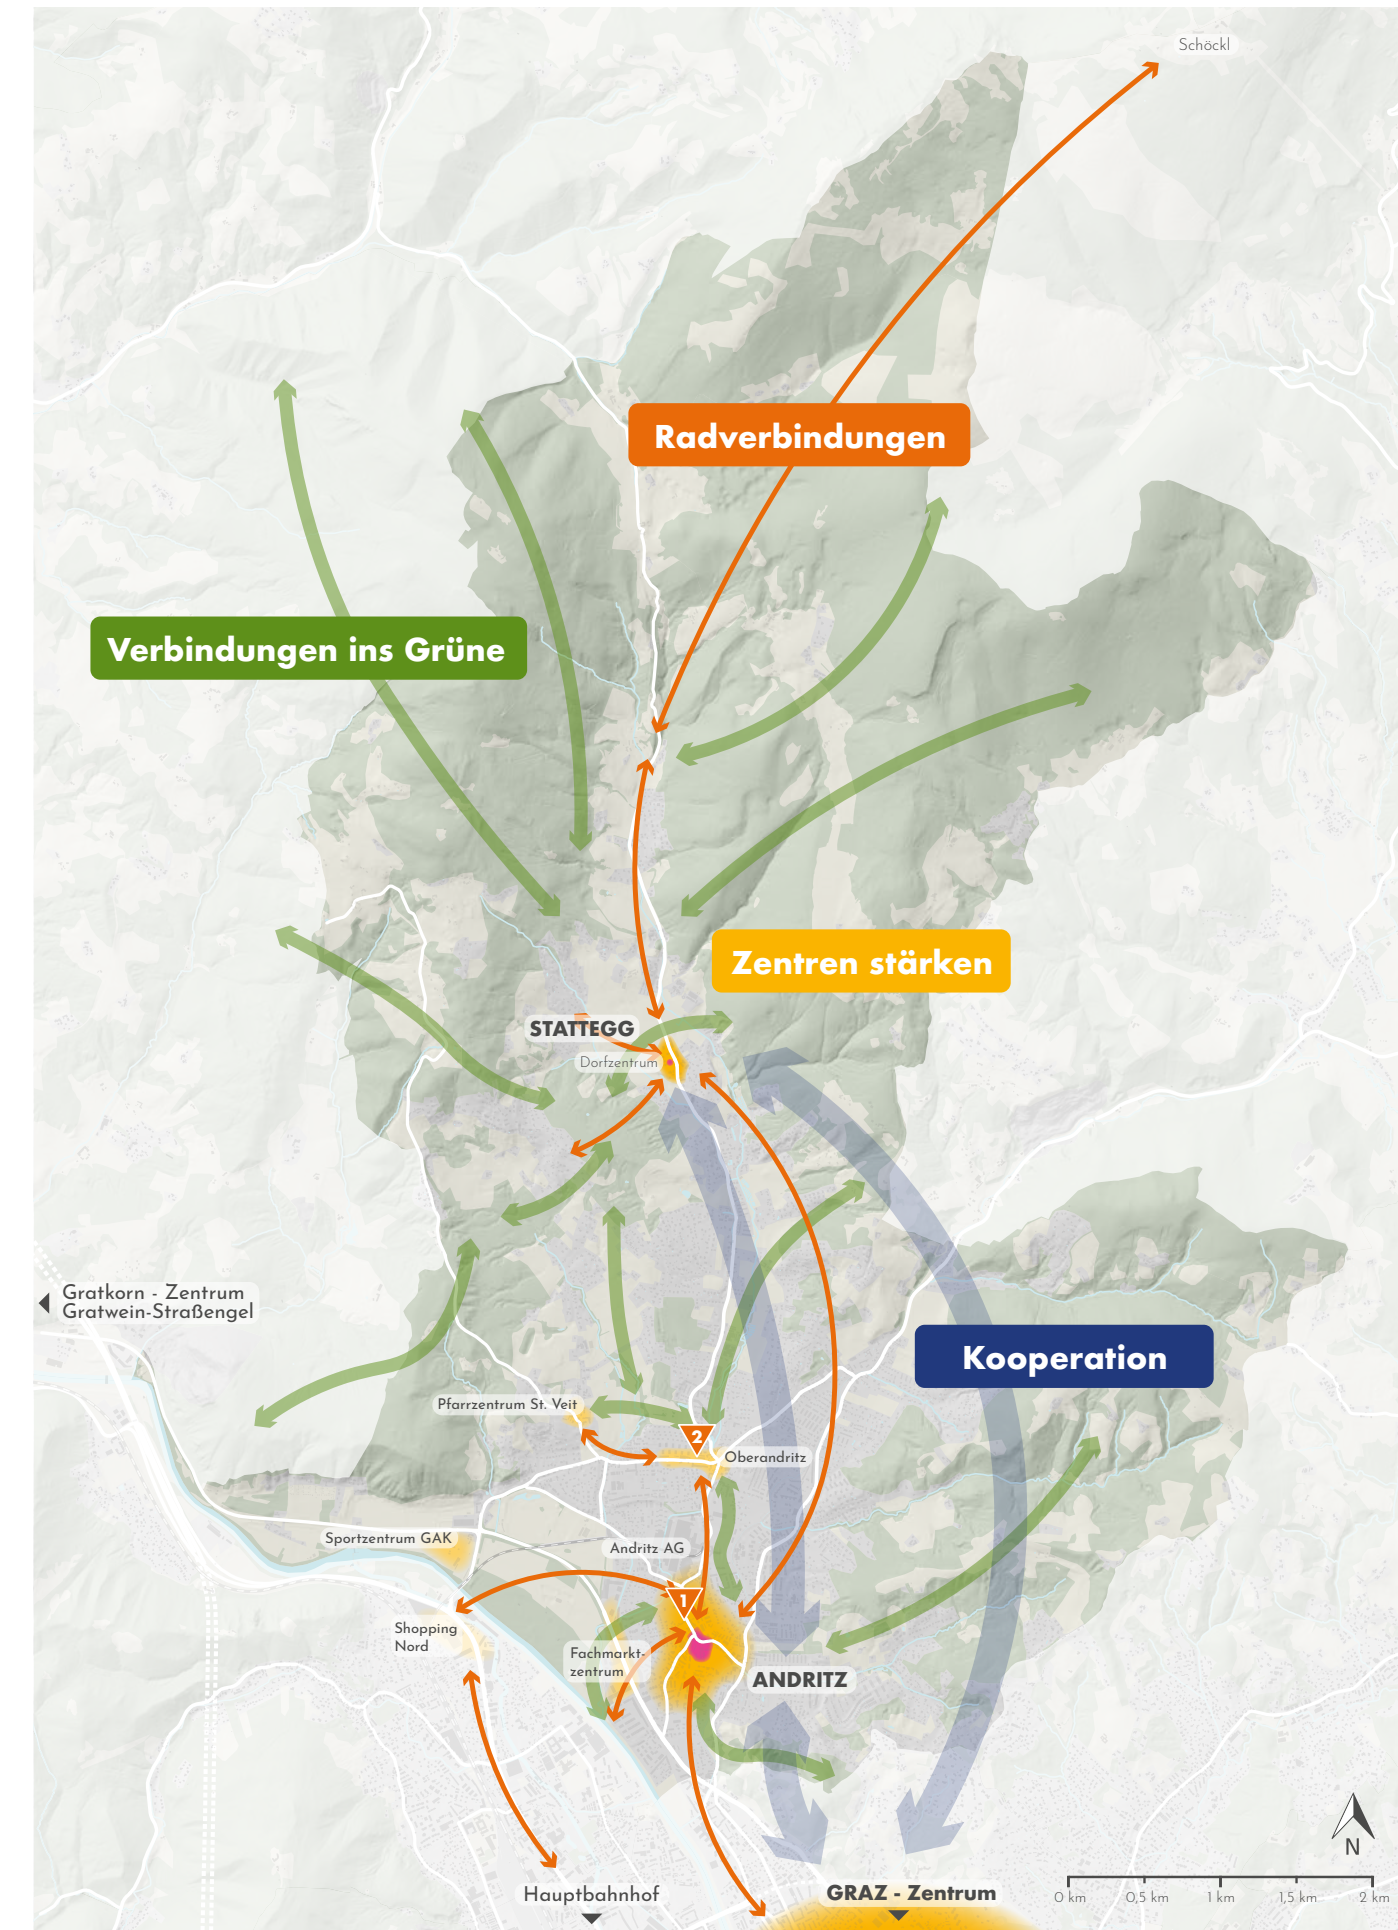 Schöckl
Radverbindungen
Verbindungen ins Grüne
Zentren stärken
STATTEGG
Dorfzentrum
Gratkorn - Zentrum
Gratwein-Straßengel
Kooperation
Pfarrzentrum St. Veit
2
Oberandritz
Sportzentrum GAK
Andritz AG
1
Shopping
Nord
Fachmarkt-
zentrum
ANDRITZ
N
Hauptbahnhof
GRAZ - Zentrum
0 km 0,5 km 1 km 1,5 km 2 km